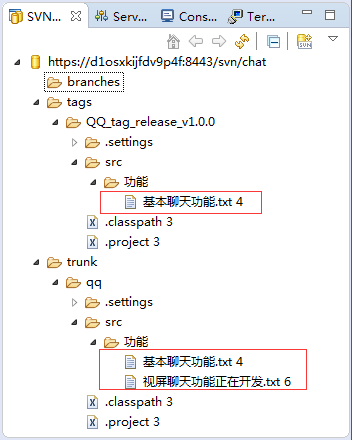 SVN... Serv... Cons... Ter...
https://d1osxkijfdv9p4f:8443/svn/chat
branches
tags
QQ_tag_release_v1.0.0
.settings
src
功能
基本聊天功能.txt 4
.classpath 3
.project 3
trunk
qq
.settings
src
功能
基本聊天功能.txt 4
视屏聊天功能正在开发.txt 6
.classpath 3
.project 3